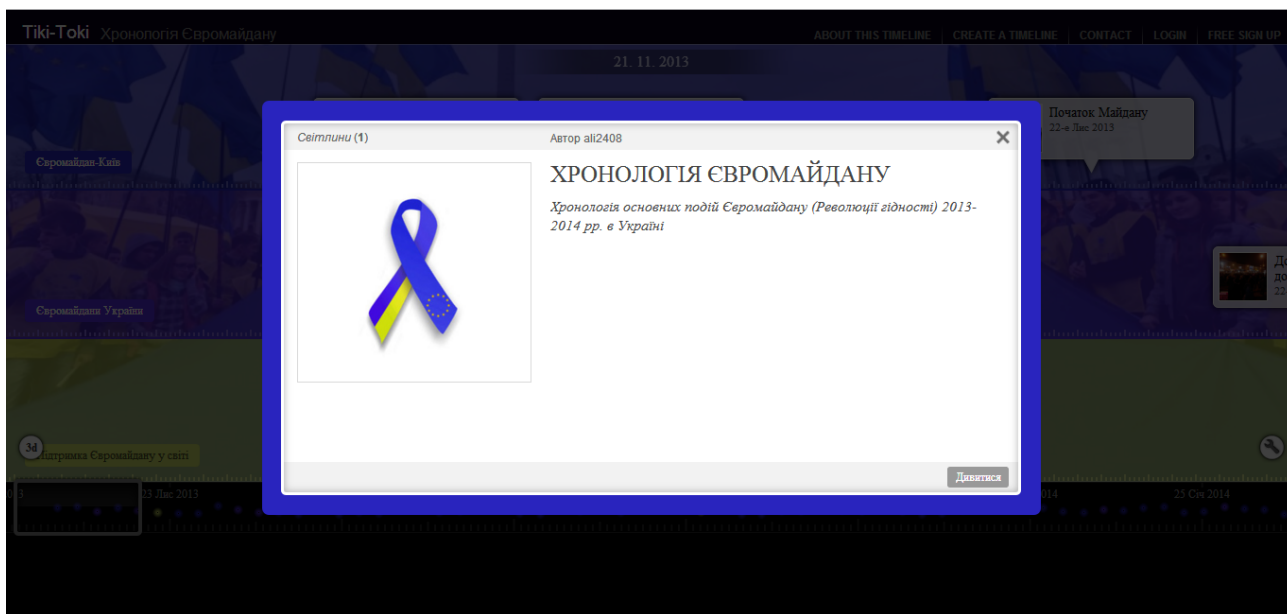 Tiki-Toki Хронологія Євромайдану
ABOUT THIS TIMELINE CREATE A TIMELINE CONTACT LOGIN FREE SIGN UP
21. 11. 2013
Початок Майдану
22-е Лис 2013
Світлини (1)
Автор ali2408
ХРОНОЛОГІЯ ЄВРОМАЙДАНУ
Хронологія основних подій Євромайдану (Революції гідності) 2013-
2014 рр. в Україні
Євромайдан-Київ
Євромайдани України
3d
Підтримка Євромайдану у світі
Дивитися
23 Лис 2013
25 Січ 2014